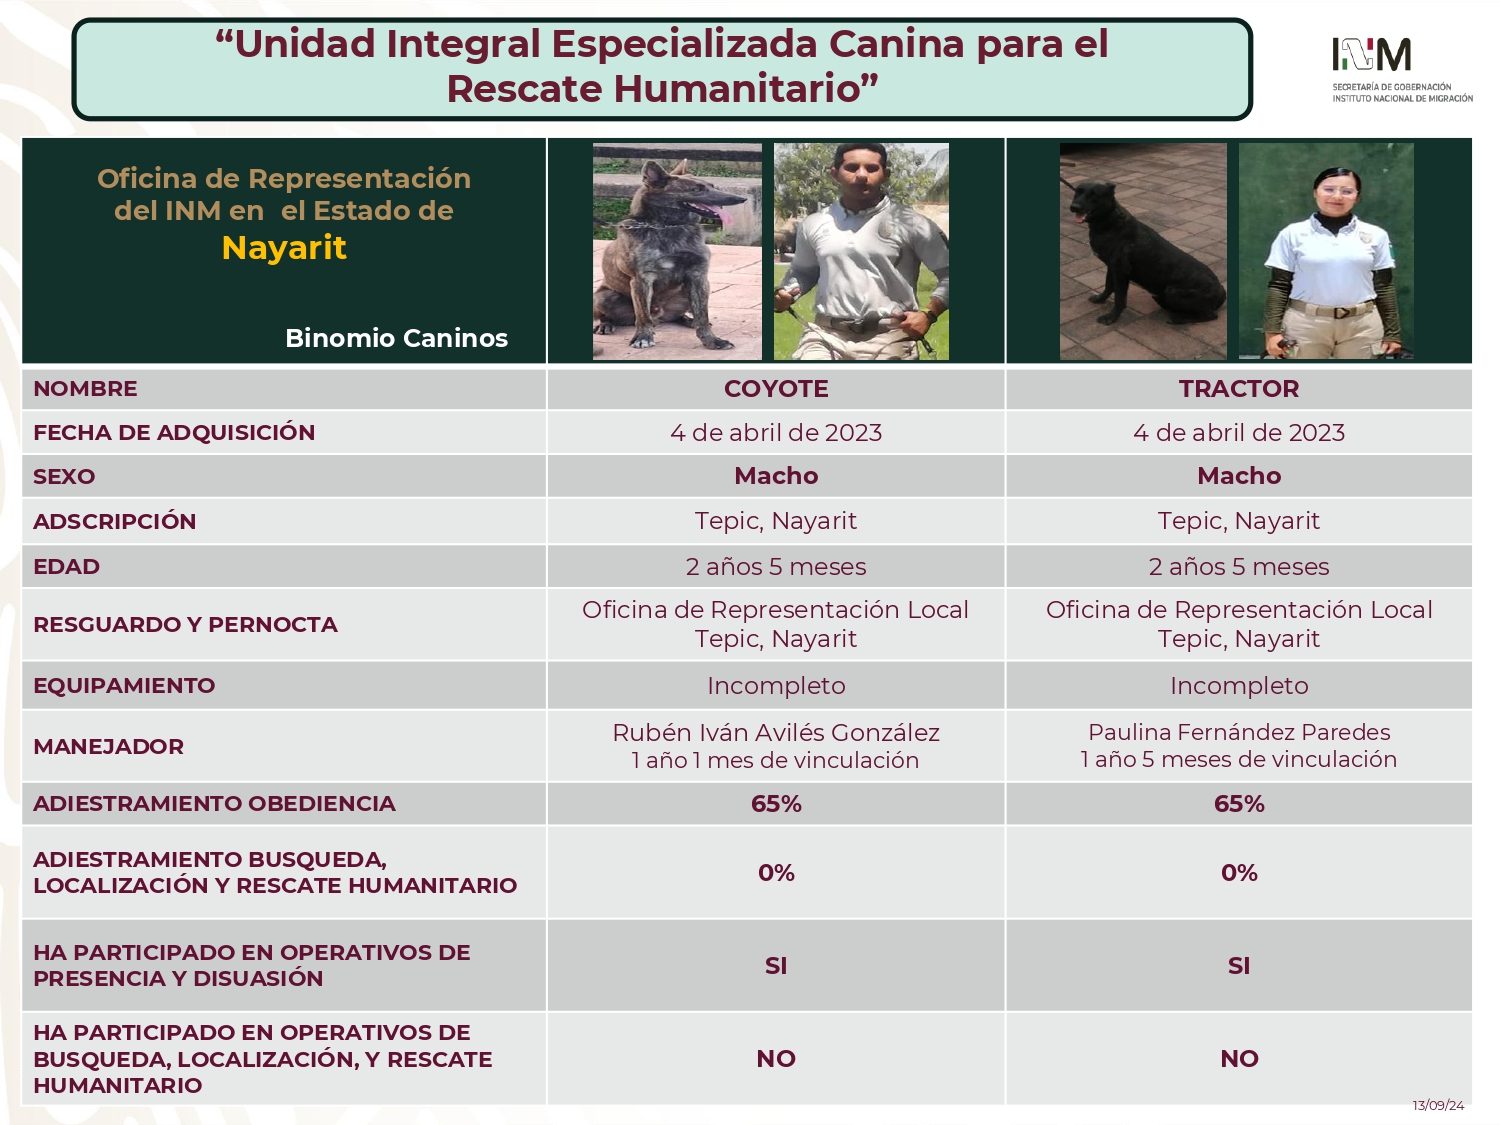 “Unidad Integral Especializada Canina para el
Rescate Humanitario”
INM
SECRETARÍA DE GOBERNACIÓN
INSTITUTO NACIONAL DE MIGRACIÓN
Oficina de Representación
del INM en el Estado de
Nayarit
Binomio Caninos
NOMBRE
COYOTE
TRACTOR
FECHA DE ADQUISICIÓN
4 de abril de 2023
4 de abril de 2023
SEXO
Macho
Macho
ADSCRIPCIÓN
Tepic, Nayarit
Tepic, Nayarit
EDAD
2 años 5 meses
2 años 5 meses
RESGUARDO Y PERNOCTA
Oficina de Representación Local
Tepic, Nayarit
Oficina de Representación Local
Tepic, Nayarit
EQUIPAMIENTO
Incompleto
Incompleto
MANEJADOR
Rubén Iván Avilés González
1 año 1 mes de vinculación
Paulina Fernández Paredes
1 año 5 meses de vinculación
ADIESTRAMIENTO OBEDIENCIA
65%
65%
ADIESTRAMIENTO BUSQUEDA,
LOCALIZACIÓN Y RESCATE HUMANITARIO
0%
0%
HA PARTICIPADO EN OPERATIVOS DE
PRESENCIA Y DISUASIÓN
SI
SI
HA PARTICIPADO EN OPERATIVOS DE
BUSQUEDA, LOCALIZACIÓN, Y RESCATE
HUMANITARIO
NO
NO
13/09/24